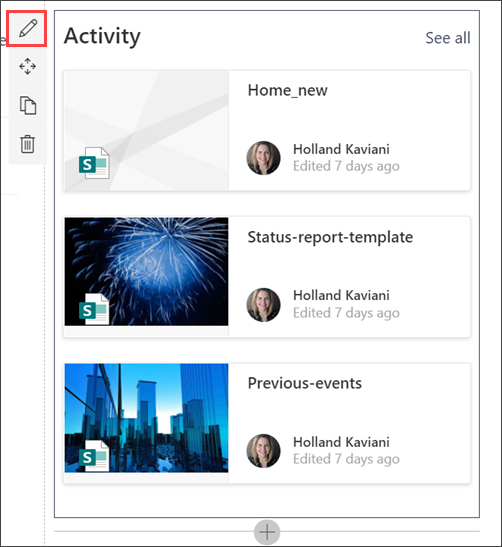 Activity
See all
Home_new
Holland Kaviani
Edited 7 days ago
S
Status-report-template
Holland Kaviani
Edited 7 days ago
S
Previous-events
Holland Kaviani
Edited 7 days ago
S